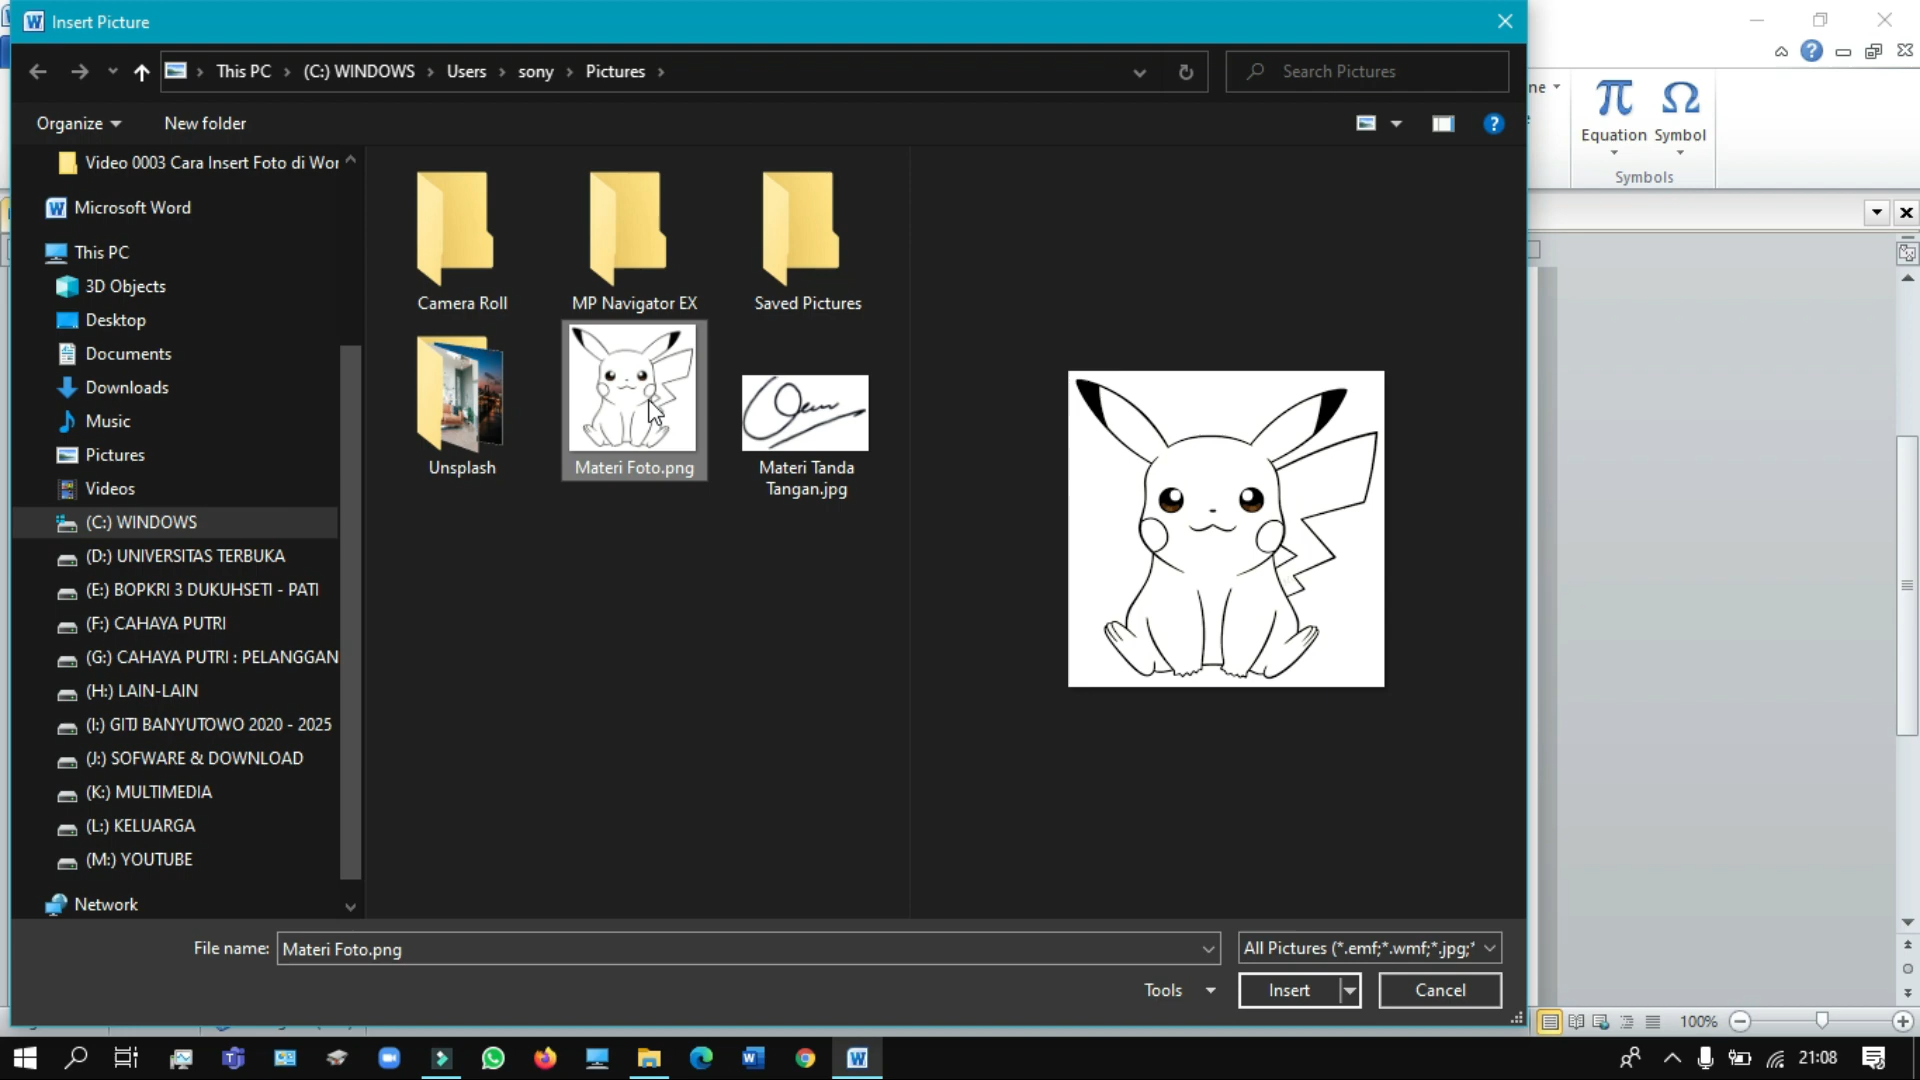 Insert Picture
This PC
(C:) WINDOWS
Users
sony
Pictures
Search Pictures
Organize
New folder
ne
Equation
Symbol
Symbols
Video 0003 Cara Insert Foto di Wor
Microsoft Word
This PC
3D Objects
Desktop
Documents
Downloads
Music
Pictures
Videos
(C:) WINDOWS
(D:) UNIVERSITAS TERBUKA
(E:) BOPKRI 3 DUKUHSETI - PATI
(F:) CAHAYA PUTRI
(G:) CAHAYA PUTRI : PELANGGAN
(H:) LAIN-LAIN
(I:) GITJ BANYUTOWO 2020 - 2025
(J:) SOFWARE & DOWNLOAD
(K:) MULTIMEDIA
(L:) KELUARGA
(M:) YOUTUBE
Network
Camera Roll
MP Navigator EX
Saved Pictures
Unsplash
Materi Foto.png
Materi Tanda
Tangan.jpg
File name:
Materi Foto.png
All Pictures (*.emf;*.wmf;*.jpg;*
Tools
Insert
Cancel
100%
21:08